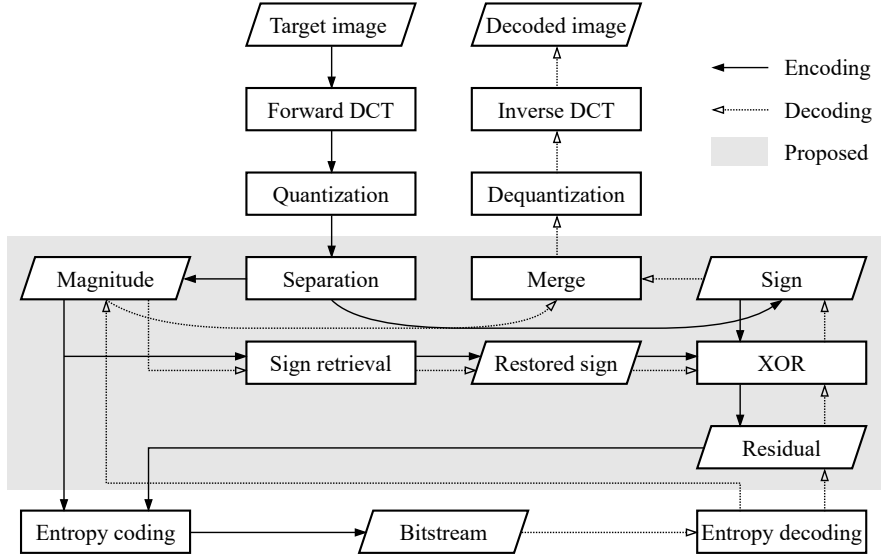 Target image
Decoded image
Encoding
Forward DCT
Inverse DCT
Decoding
Proposed
Quantization
Dequantization
Magnitude
Separation
Merge
Sign
Sign retrieval
Restored sign
XOR
Residual
Entropy coding
Bitstream
Entropy decoding